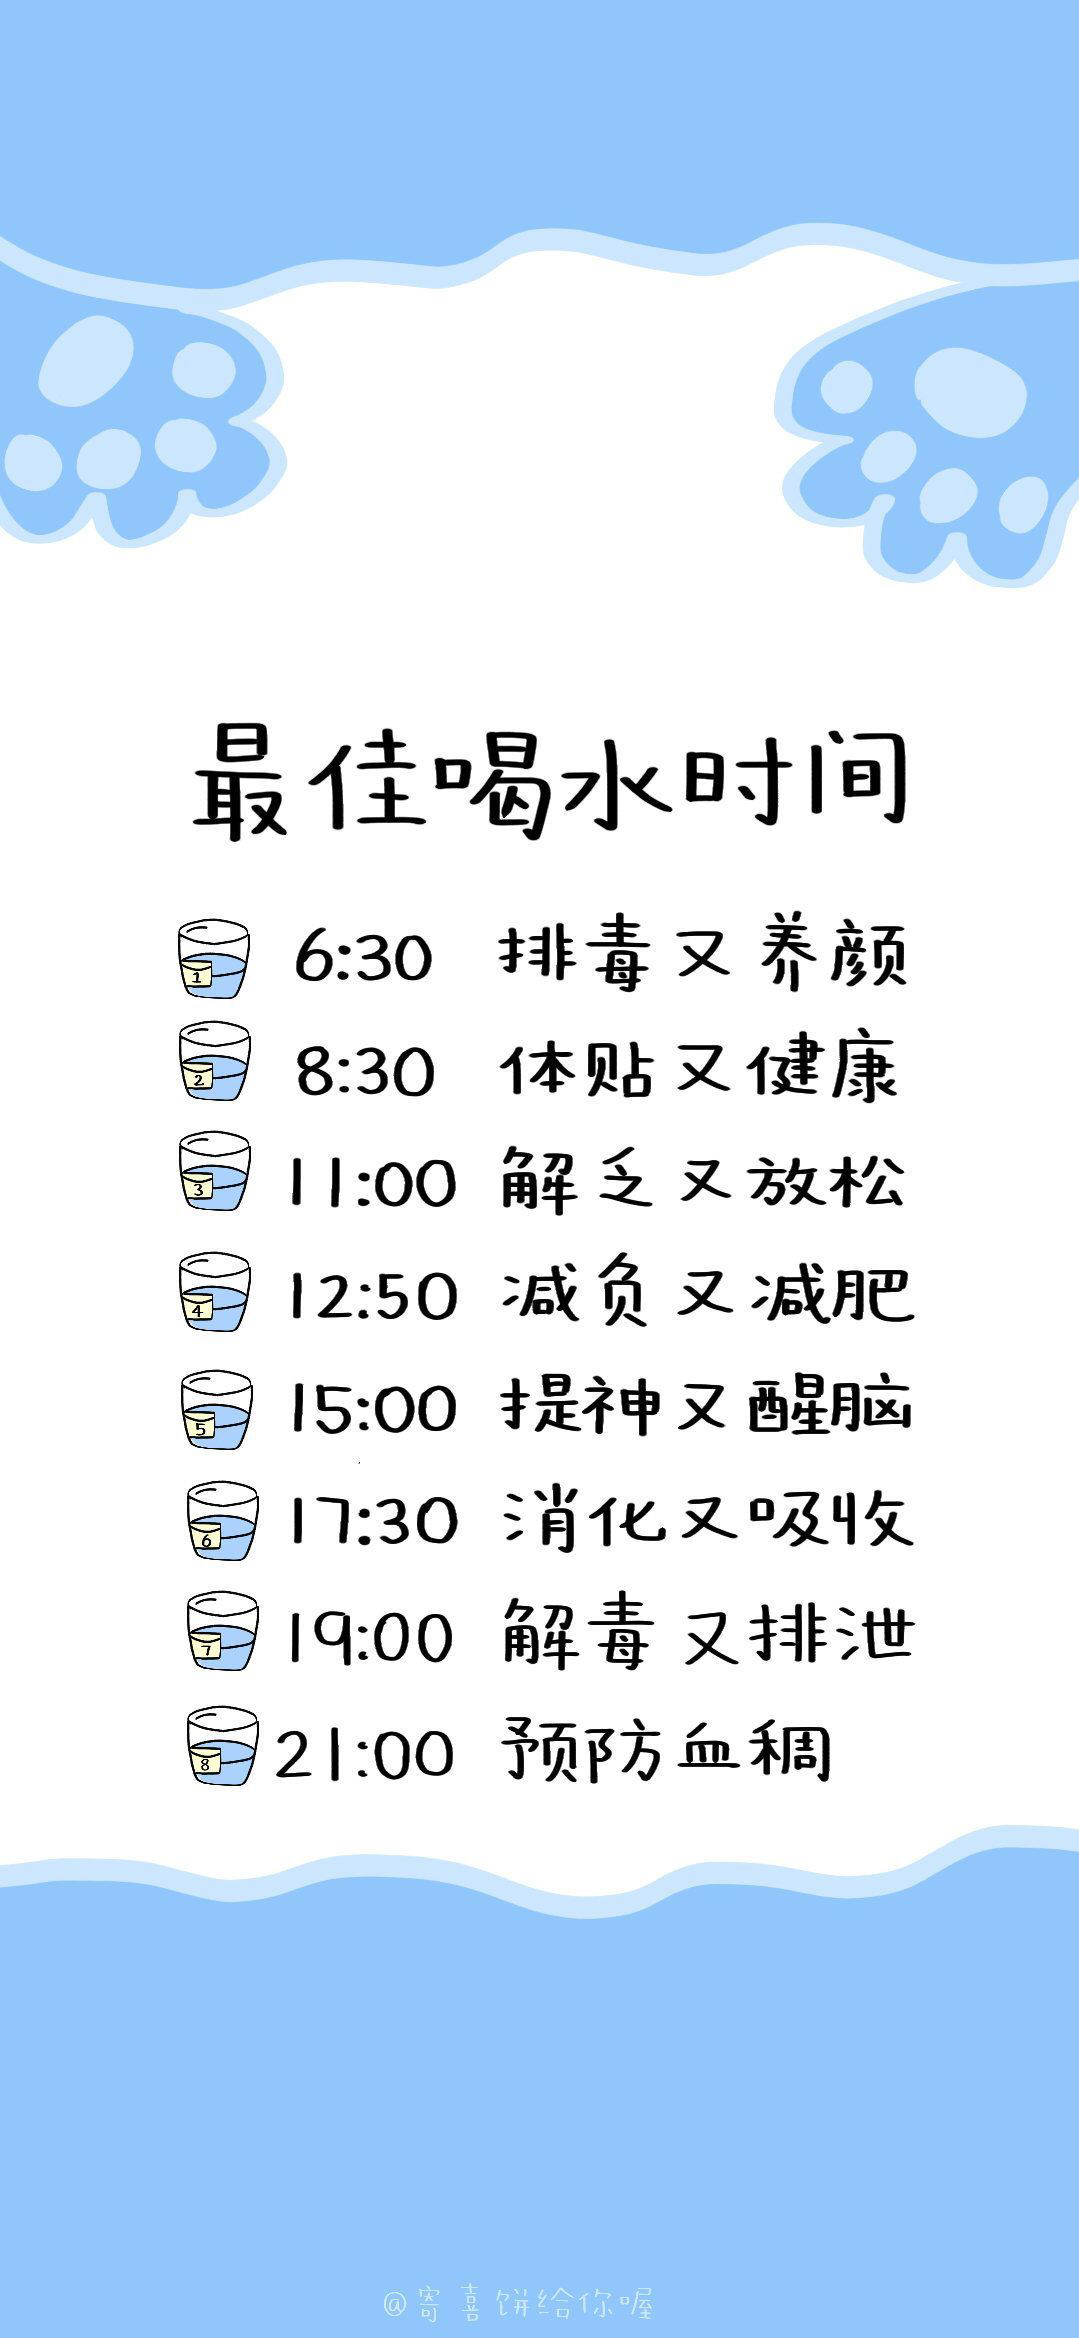 最佳喝水时间
1 6:30 排毒又养颜
2 8:30 体贴又健康
3 11:00 解乏又放松
4 12:50 减负又减肥
5 15:00 提神又醒脑
6 17:30 消化又吸收
7 19:00 解毒又排泄
8 21:00 预防血稠
@寄喜饼给你喔